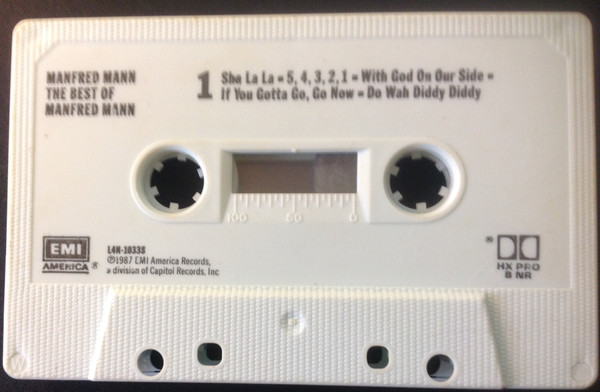 MANFRED MANN
THE BEST OF
MANFRED MANN
1
Sha La La = 5, 4, 3, 2, 1 = With God On Our Side =
If You Gotta Go, Go Now = Do Wah Diddy Diddy
100 50 0
EMI
AMERICA ®
L4N-10338
℗1987 EMI America Records,
a division of Capitol Records, Inc
®
HX PRO
B NR